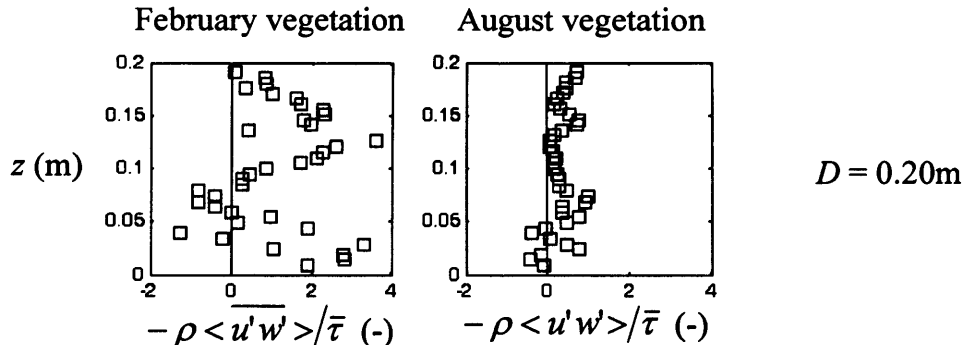 February vegetation August vegetation
0.2 0.2
0.15 0.15
z (m) 0.1 0.1 D = 0.20m
0.05 0.05
0 0
-2 0 2 4 -2 0 2 4
− ρ < u' w' > / τ̄ (-) − ρ < u' w' > / τ̄ (-)